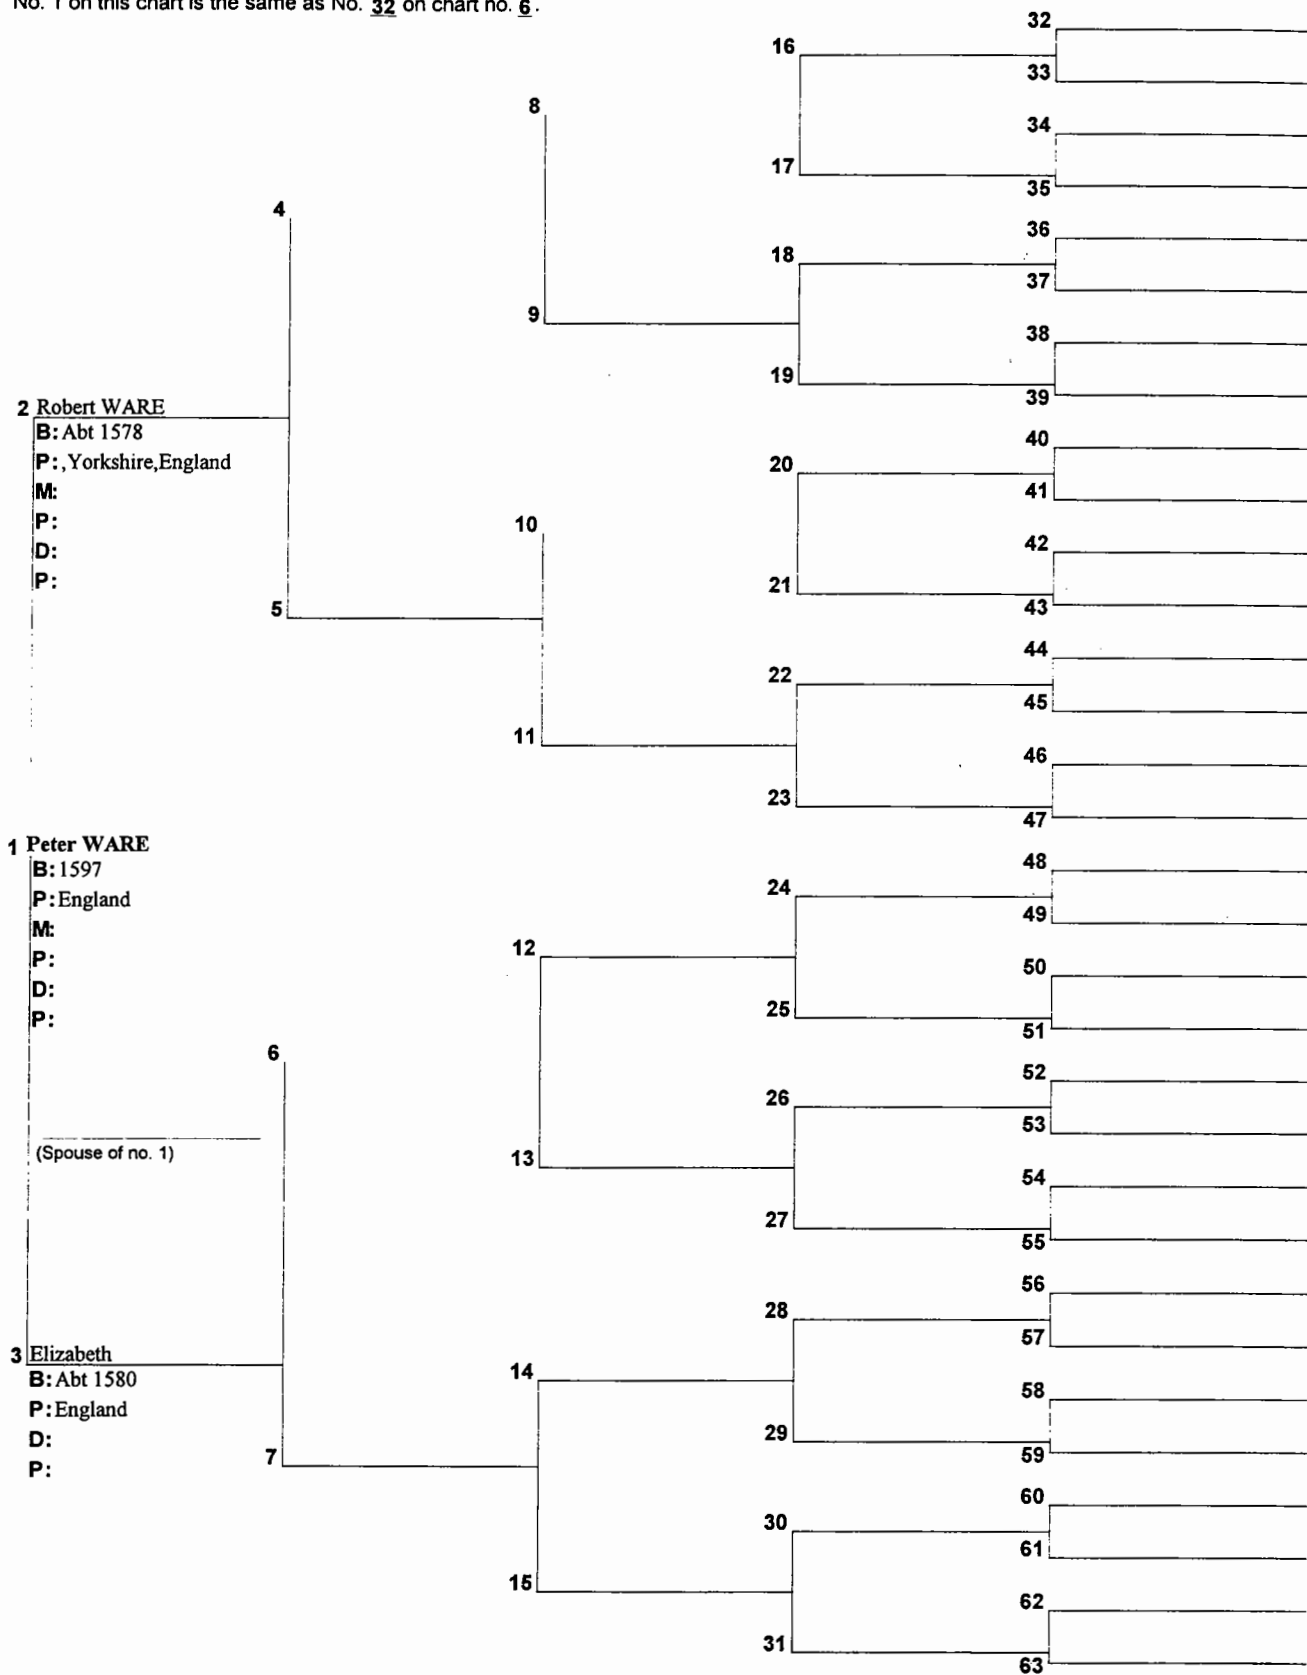 No. 1 on this chart is the same as No. 32 on chart no. 6.
32
16
33
8
34
17
35
4
36
18
37
9
38
19
39
2 Robert WARE
B: Abt 1578
P: ,Yorkshire,England
M:
P:
D:
P:
40
20
41
10
42
21
43
5
44
22
45
11
46
23
47
1 Peter WARE
B: 1597
P: England
M:
P:
D:
P:
48
24
49
12
50
25
51
6
52
26
53
(Spouse of no. 1)
13
54
27
55
56
28
57
3 Elizabeth
B: Abt 1580
P: England
D:
P:
14
58
29
59
7
60
30
61
15
62
31
63